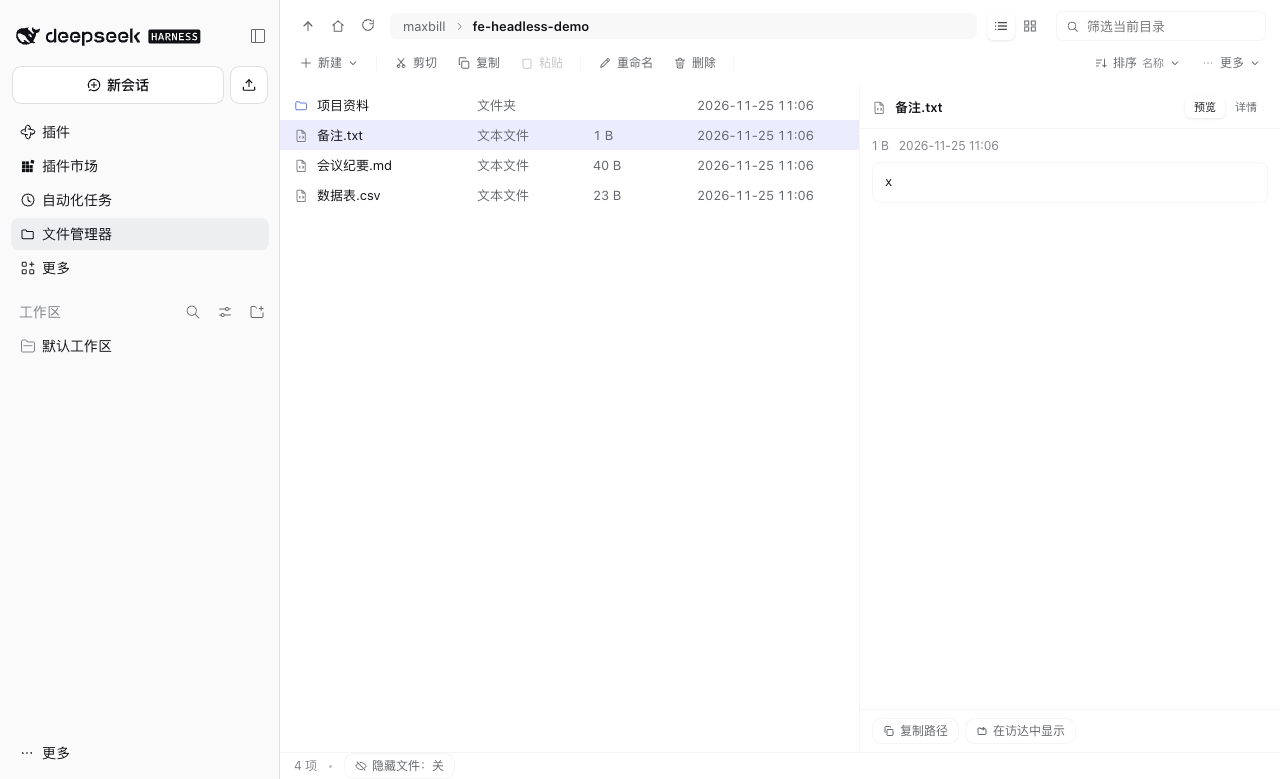 deepseek HARNESS
新会话
插件
插件市场
自动化任务
文件管理器
更多
工作区
默认工作区
更多
maxbill fe-headless-demo
筛选当前目录
新建 剪切 复制 粘贴 重命名 删除 排序 名称 更多
项目资料 文件夹 2026-11-25 11:06
备注.txt 文本文件 1 B 2026-11-25 11:06
会议纪要.md 文本文件 40 B 2026-11-25 11:06
数据表.csv 文本文件 23 B 2026-11-25 11:06
备注.txt 预览 详情
1 B 2026-11-25 11:06
x
复制路径 在访达中显示
4 项 • 隐藏文件：关